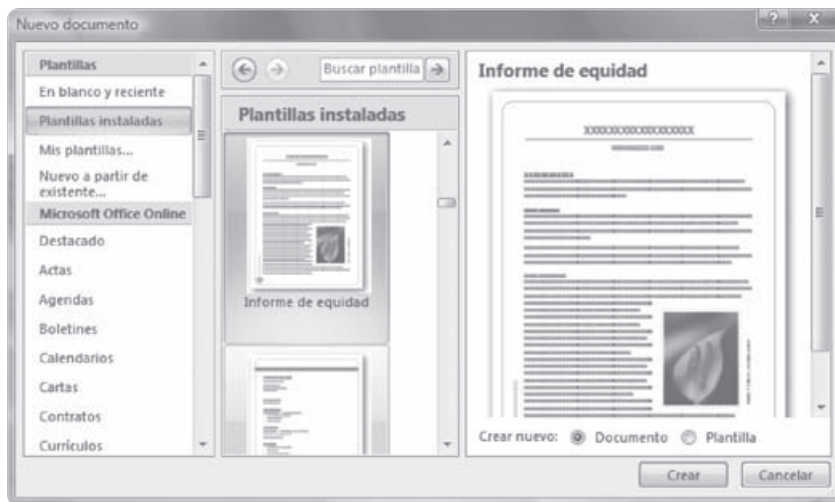 Nuevo documento
Plantillas
En blanco y reciente
Plantillas instaladas
Mis plantillas...
Nuevo a partir de
existente...
Microsoft Office Online
Destacado
Actas
Agendas
Boletines
Calendarios
Cartas
Contratos
Currículos
Buscar plantilla
Plantillas instaladas
Informe de equidad
Informe de equidad
XXXXXXXXXXXXXXXXXX
Crear nuevo: Documento Plantilla
Crear Cancelar